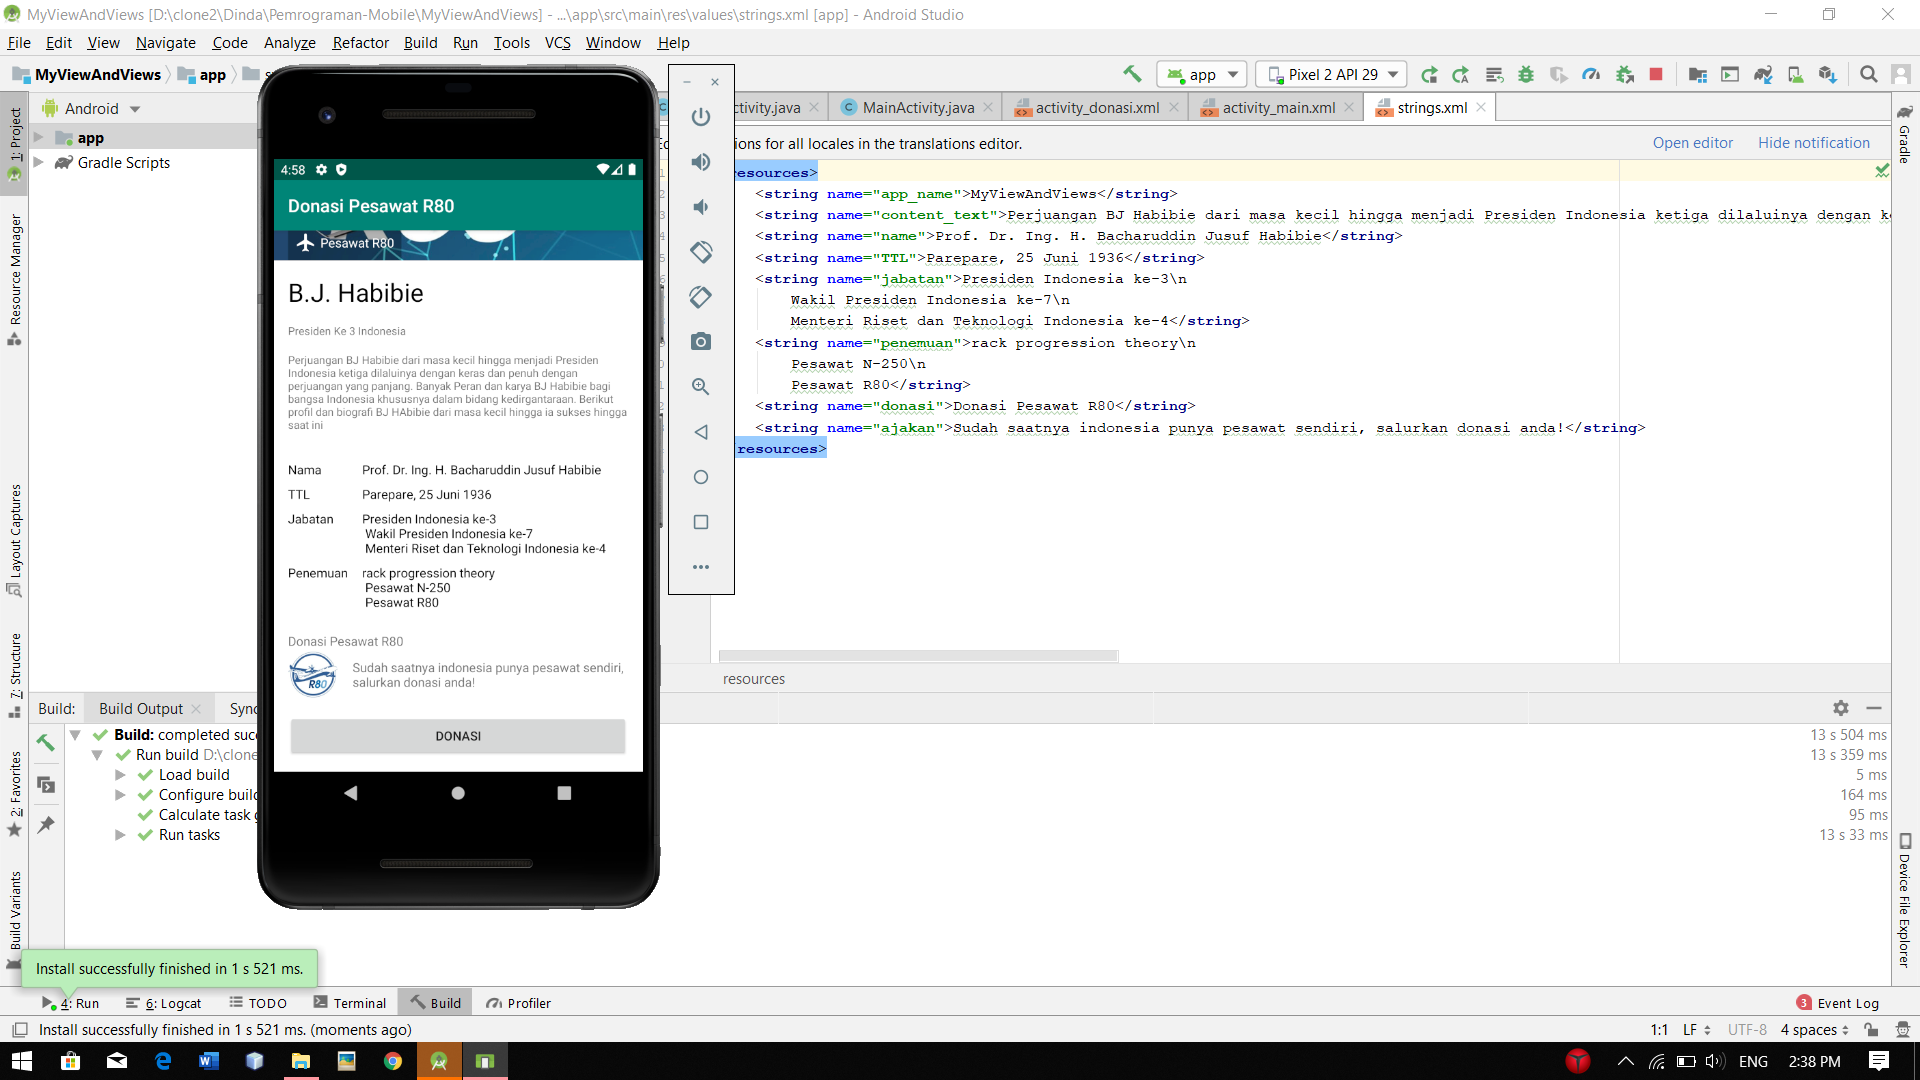 MyViewAndViews [D:\clone2\Dinda\Pemrograman-Mobile\MyViewAndViews] - ...\app\src\main\res\values\strings.xml [app] - Android Studio
File Edit View Navigate Code Analyze Refactor Build Run Tools VCS Window Help
MyViewAndViews app app Pixel 2 API 29
Android
ctivity.java MainActivity.java activity_donasi.xml activity_main.xml strings.xml
app
Gradle Scripts
ions for all locales in the translations editor. Open editor Hide notification
esources>
<string name="app_name">MyViewAndViews</string>
<string name="content_text">Perjuangan BJ Habibie dari masa kecil hingga menjadi Presiden Indonesia ketiga dilaluinya dengan k
<string name="name">Prof. Dr. Ing. H. Bacharuddin Jusuf Habibie</string>
<string name="TTL">Parepare, 25 Juni 1936</string>
<string name="jabatan">Presiden Indonesia ke-3\n
Wakil Presiden Indonesia ke-7\n
Menteri Riset dan Teknologi Indonesia ke-4</string>
<string name="penemuan">rack progression theory\n
Pesawat N-250\n
Pesawat R80</string>
<string name="donasi">Donasi Pesawat R80</string>
<string name="ajakan">Sudah saatnya indonesia punya pesawat sendiri, salurkan donasi anda!</string>
resources>
resources
4:58
Donasi Pesawat R80
Pesawat R80
B.J. Habibie
Presiden Ke 3 Indonesia
Perjuangan BJ Habibie dari masa kecil hingga menjadi Presiden
Indonesia ketiga dilaluinya dengan keras dan penuh dengan
perjuangan yang panjang. Banyak Peran dan karya BJ Habibie bagi
bangsa Indonesia khususnya dalam bidang kedirgantaraan. Berikut
profil dan biografi BJ HAbibie dari masa kecil hingga ia sukses hingga
saat ini
Nama Prof. Dr. Ing. H. Bacharuddin Jusuf Habibie
TTL Parepare, 25 Juni 1936
Jabatan Presiden Indonesia ke-3
Wakil Presiden Indonesia ke-7
Menteri Riset dan Teknologi Indonesia ke-4
Penemuan rack progression theory
Pesawat N-250
Pesawat R80
Donasi Pesawat R80
R80
Sudah saatnya indonesia punya pesawat sendiri,
salurkan donasi anda!
DONASI
1: Project
Resource Manager
Layout Captures
7: Structure
2: Favorites
Build Variants
Gradle
Device File Explorer
Build: Build Output Sync
Build: completed succ 13 s 504 ms
Run build D:\clone 13 s 359 ms
Load build 5 ms
Configure build 164 ms
Calculate task g 95 ms
Run tasks 13 s 33 ms
Install successfully finished in 1 s 521 ms.
4: Run 6: Logcat TODO Terminal Build Profiler 3 Event Log
Install successfully finished in 1 s 521 ms. (moments ago) 1:1 LF UTF-8 4 spaces
ENG 2:38 PM